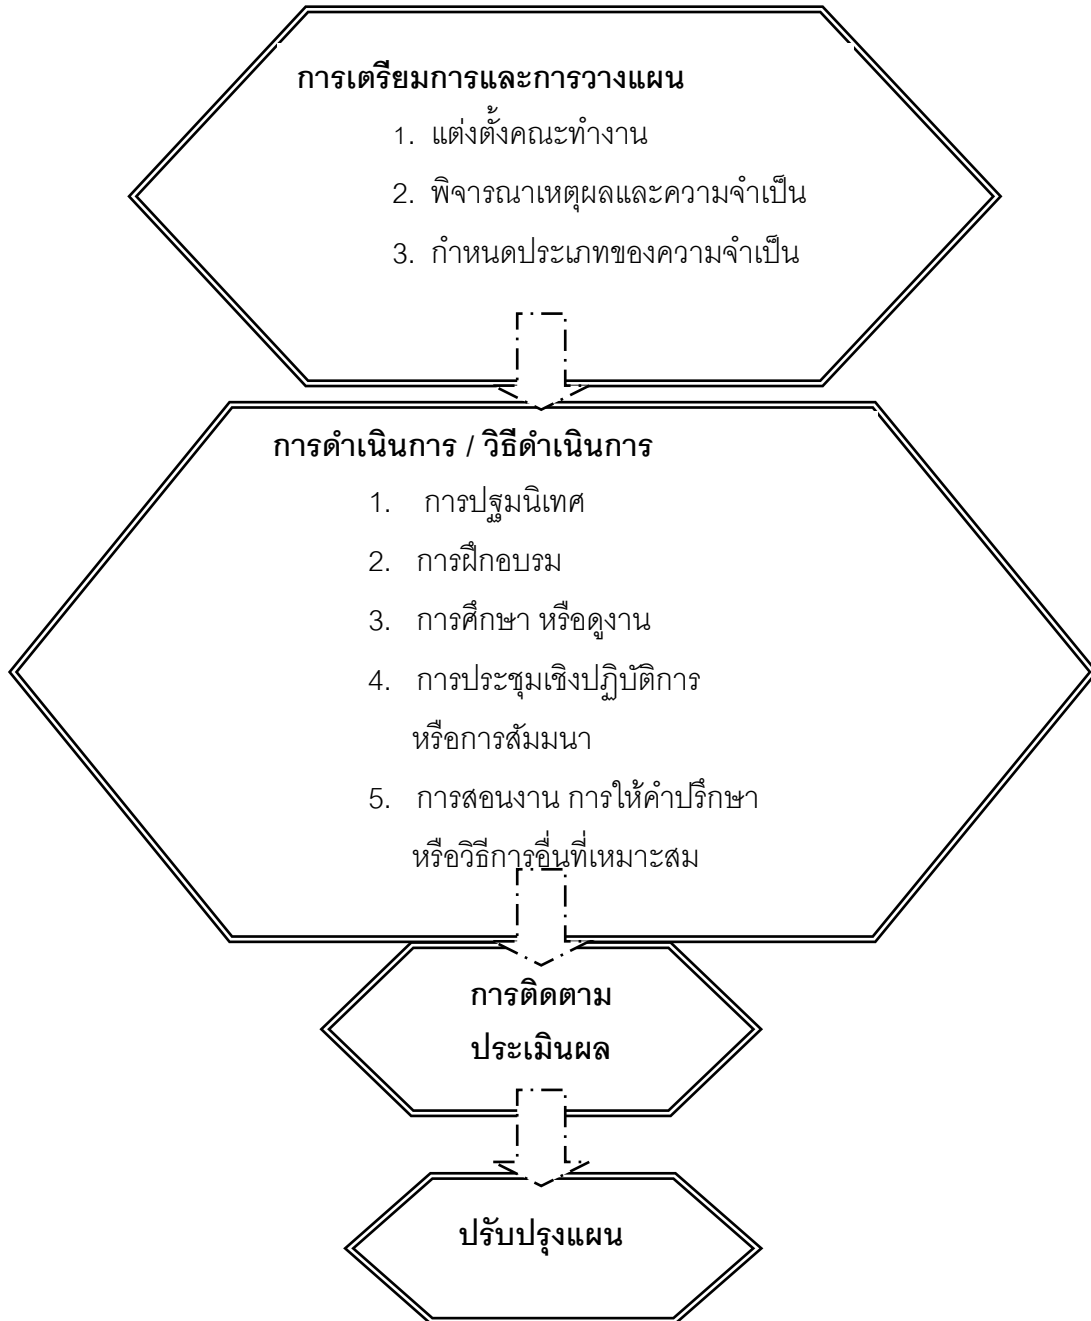 การเตรียมการและการวางแผน
1. แต่งตั้งคณะทำงาน
2. พิจารณาเหตุผลและความจำเป็น
3. กำหนดประเภทของความจำเป็น
การดำเนินการ / วิธีดำเนินการ
1. การปฐมนิเทศ
2. การฝึกอบรม
3. การศึกษา หรือดูงาน
4. การประชุมเชิงปฏิบัติการ
หรือการสัมมนา
5. การสอนงาน การให้คำปรึกษา
หรือวิธีการอื่นที่เหมาะสม
การติดตาม
ประเมินผล
ปรับปรุงแผน